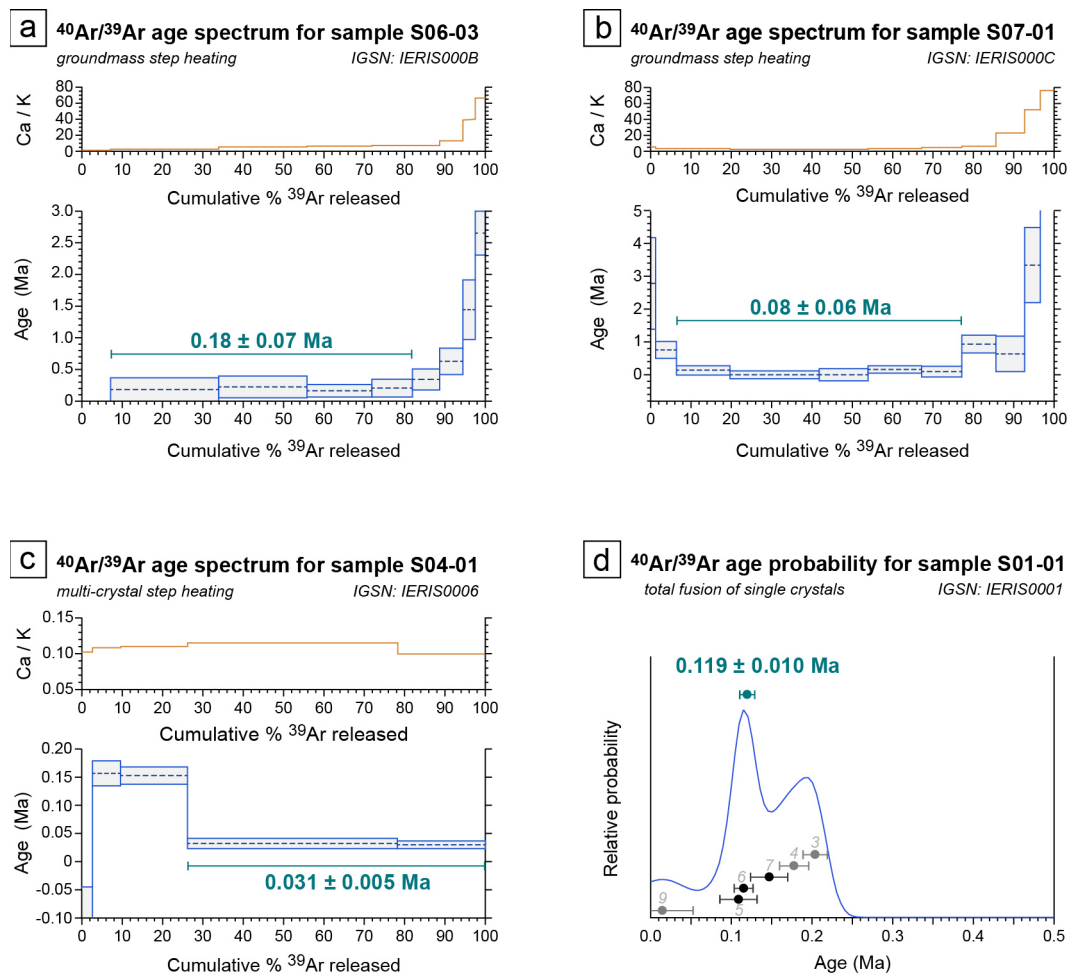 a
⁴⁰Ar/³⁹Ar age spectrum for sample S06-03
groundmass step heating IGSN: IERIS000B
Ca / K
80
60
40
20
0
0 10 20 30 40 50 60 70 80 90 100
Cumulative % ³⁹Ar released
Age (Ma)
3.0
2.5
2.0
1.5
1.0
0.5
0
0.18 ± 0.07 Ma
0 10 20 30 40 50 60 70 80 90 100
Cumulative % ³⁹Ar released
b
⁴⁰Ar/³⁹Ar age spectrum for sample S07-01
groundmass step heating IGSN: IERIS000C
Ca / K
80
60
40
20
0
0 10 20 30 40 50 60 70 80 90 100
Cumulative % ³⁹Ar released
Age (Ma)
5
4
3
2
1
0
0.08 ± 0.06 Ma
0 10 20 30 40 50 60 70 80 90 100
Cumulative % ³⁹Ar released
c
⁴⁰Ar/³⁹Ar age spectrum for sample S04-01
multi-crystal step heating IGSN: IERIS0006
Ca / K
0.15
0.10
0.05
0 10 20 30 40 50 60 70 80 90 100
Cumulative % ³⁹Ar released
Age (Ma)
0.20
0.15
0.10
0.05
0
-0.05
-0.10
0.031 ± 0.005 Ma
0 10 20 30 40 50 60 70 80 90 100
Cumulative % ³⁹Ar released
d
⁴⁰Ar/³⁹Ar age probability for sample S01-01
total fusion of single crystals IGSN: IERIS0001
0.119 ± 0.010 Ma
Relative probability
3
4
7
6
5
9
0.0 0.1 0.2 0.3 0.4 0.5
Age (Ma)